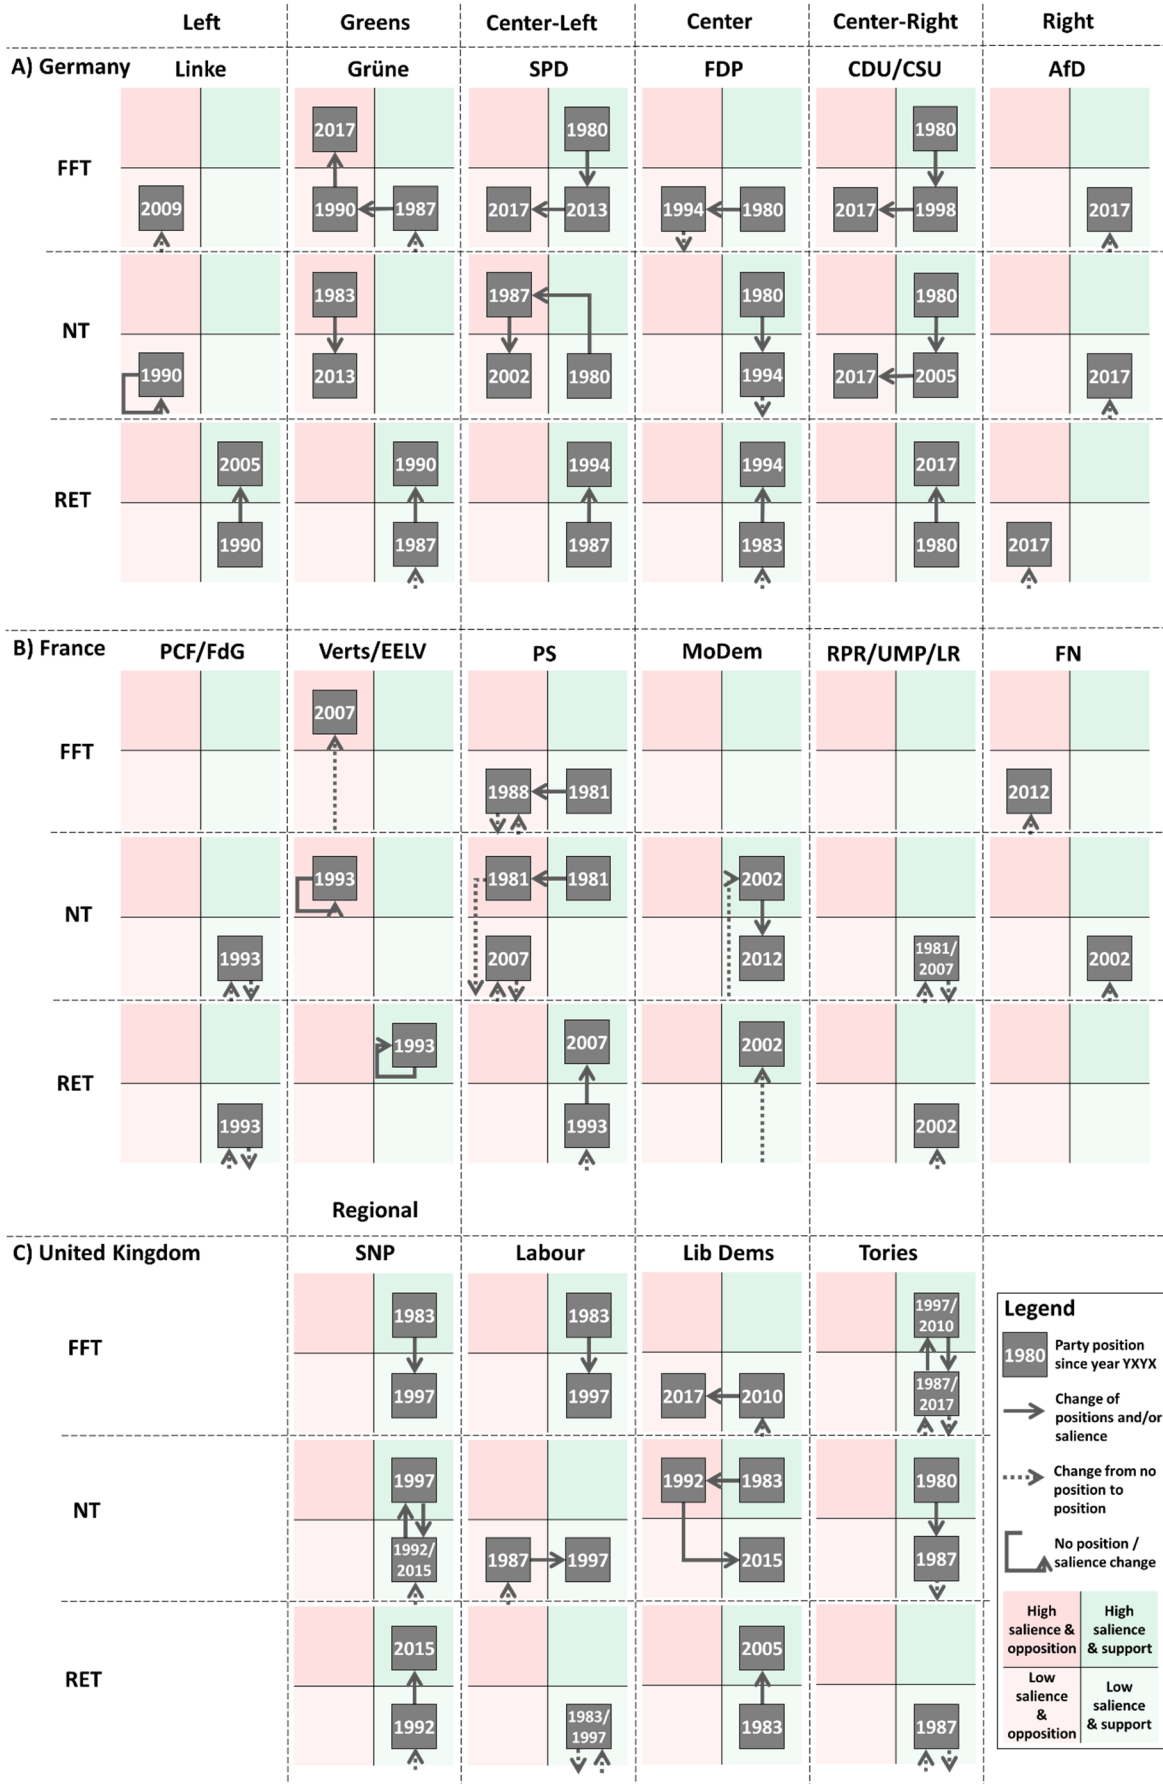 Left Greens Center-Left Center Center-Right Right
A) Germany Linke Grüne SPD FDP CDU/CSU AfD
2017 1980 1980
FFT
2009 1990 1987 2017 2013 1994 1980 2017 1998 2017
1983 1987 1980 1980
NT
1990 2013 2002 1980 1994 2017 2005 2017
2005 1990 1994 1994 2017
RET
1990 1987 1987 1983 1980 2017
B) France PCF/FdG Verts/EELV PS MoDem RPR/UMP/LR FN
2007
FFT
1988 1981 2012
1993 1981 1981 2002
NT
1993 2007 2012 1981/
2007 2002
1993 2007 2002
RET
1993 1993 2002
Regional
C) United Kingdom SNP Labour Lib Dems Tories
1983 1983 1997/
2010
FFT
1997 1997 2017 2010 1987/
2017
1997 1992 1983 1980
NT
1992/
2015 1987 1997 2015 1987
2015 2005
RET
1992 1983/
1997 1983 1987
Legend
1980 Party position
since year YXYX
Change of
positions and/or
salience
Change from no
position to
position
No position /
salience change
High
salience &
opposition
High
salience
& support
Low
salience
&
opposition
Low
salience
& support